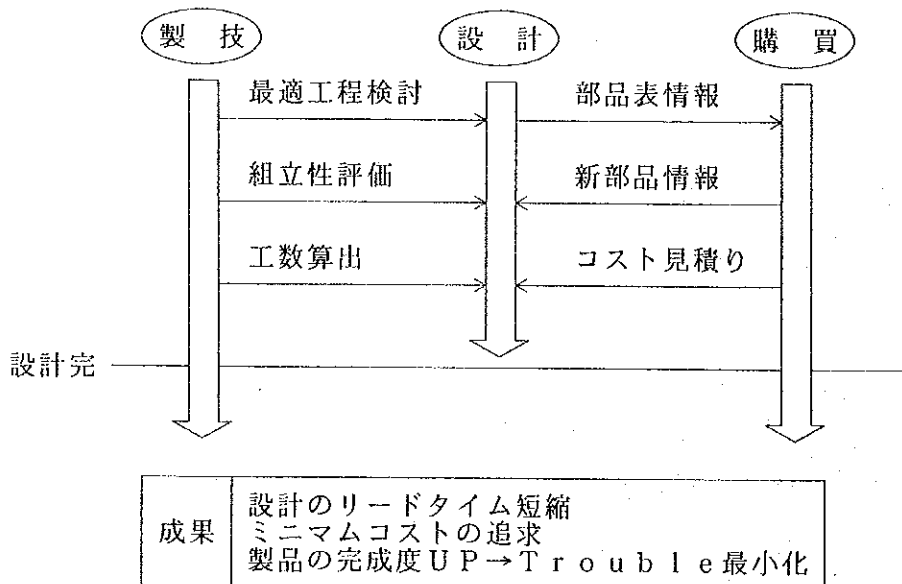 製　技
設　計
購　買
最適工程検討
部品表情報
組立性評価
新部品情報
工数算出
コスト見積り
設計完
成果
設計のリードタイム短縮
ミニマムコストの追求
製品の完成度UP→Trouble最小化